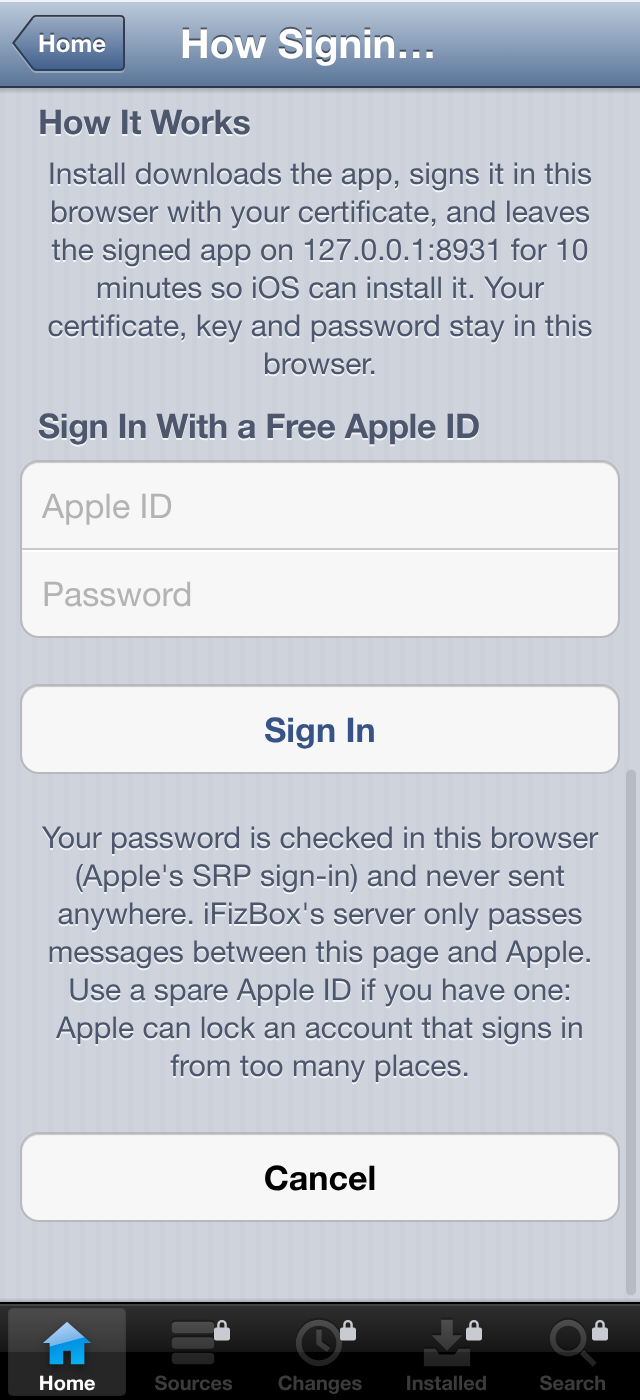 Home
How Signin...
How It Works
Install downloads the app, signs it in this
browser with your certificate, and leaves
the signed app on 127.0.0.1:8931 for 10
minutes so iOS can install it. Your
certificate, key and password stay in this
browser.
Sign In With a Free Apple ID
Apple ID
Password
Sign In
Your password is checked in this browser
(Apple's SRP sign-in) and never sent
anywhere. iFizBox's server only passes
messages between this page and Apple.
Use a spare Apple ID if you have one:
Apple can lock an account that signs in
from too many places.
Cancel
Home
Sources
Changes
Installed
Search